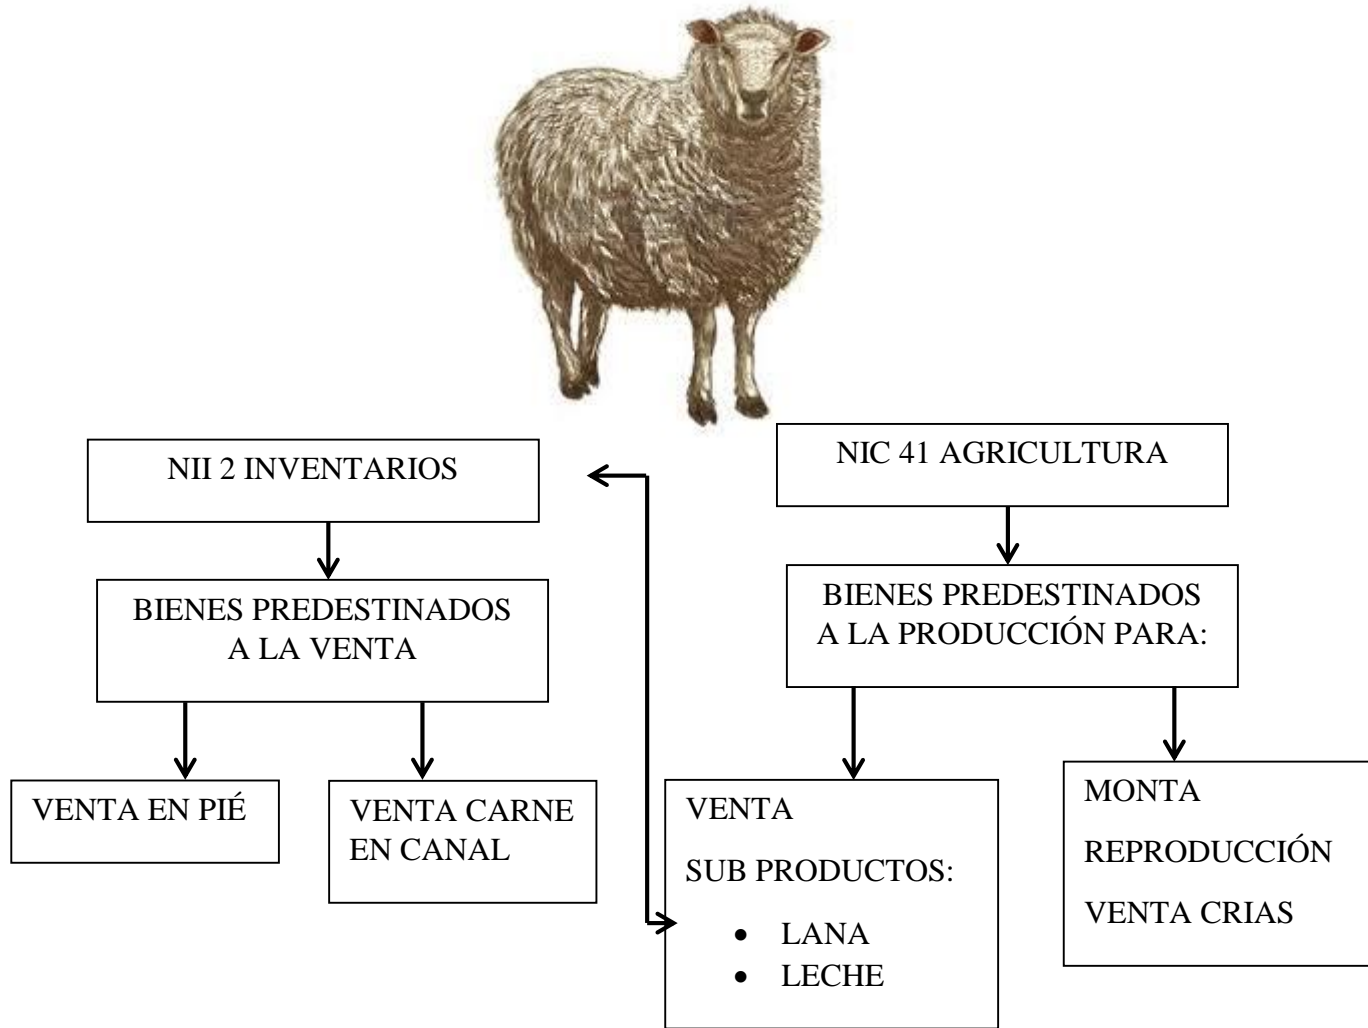 NII 2 INVENTARIOS
NIC 41 AGRICULTURA
BIENES PREDESTINADOS
A LA VENTA
BIENES PREDESTINADOS
A LA PRODUCCIÓN PARA:
VENTA EN PIÉ
VENTA CARNE
EN CANAL
VENTA
SUB PRODUCTOS:
• LANA
• LECHE
MONTA
REPRODUCCIÓN
VENTA CRIAS